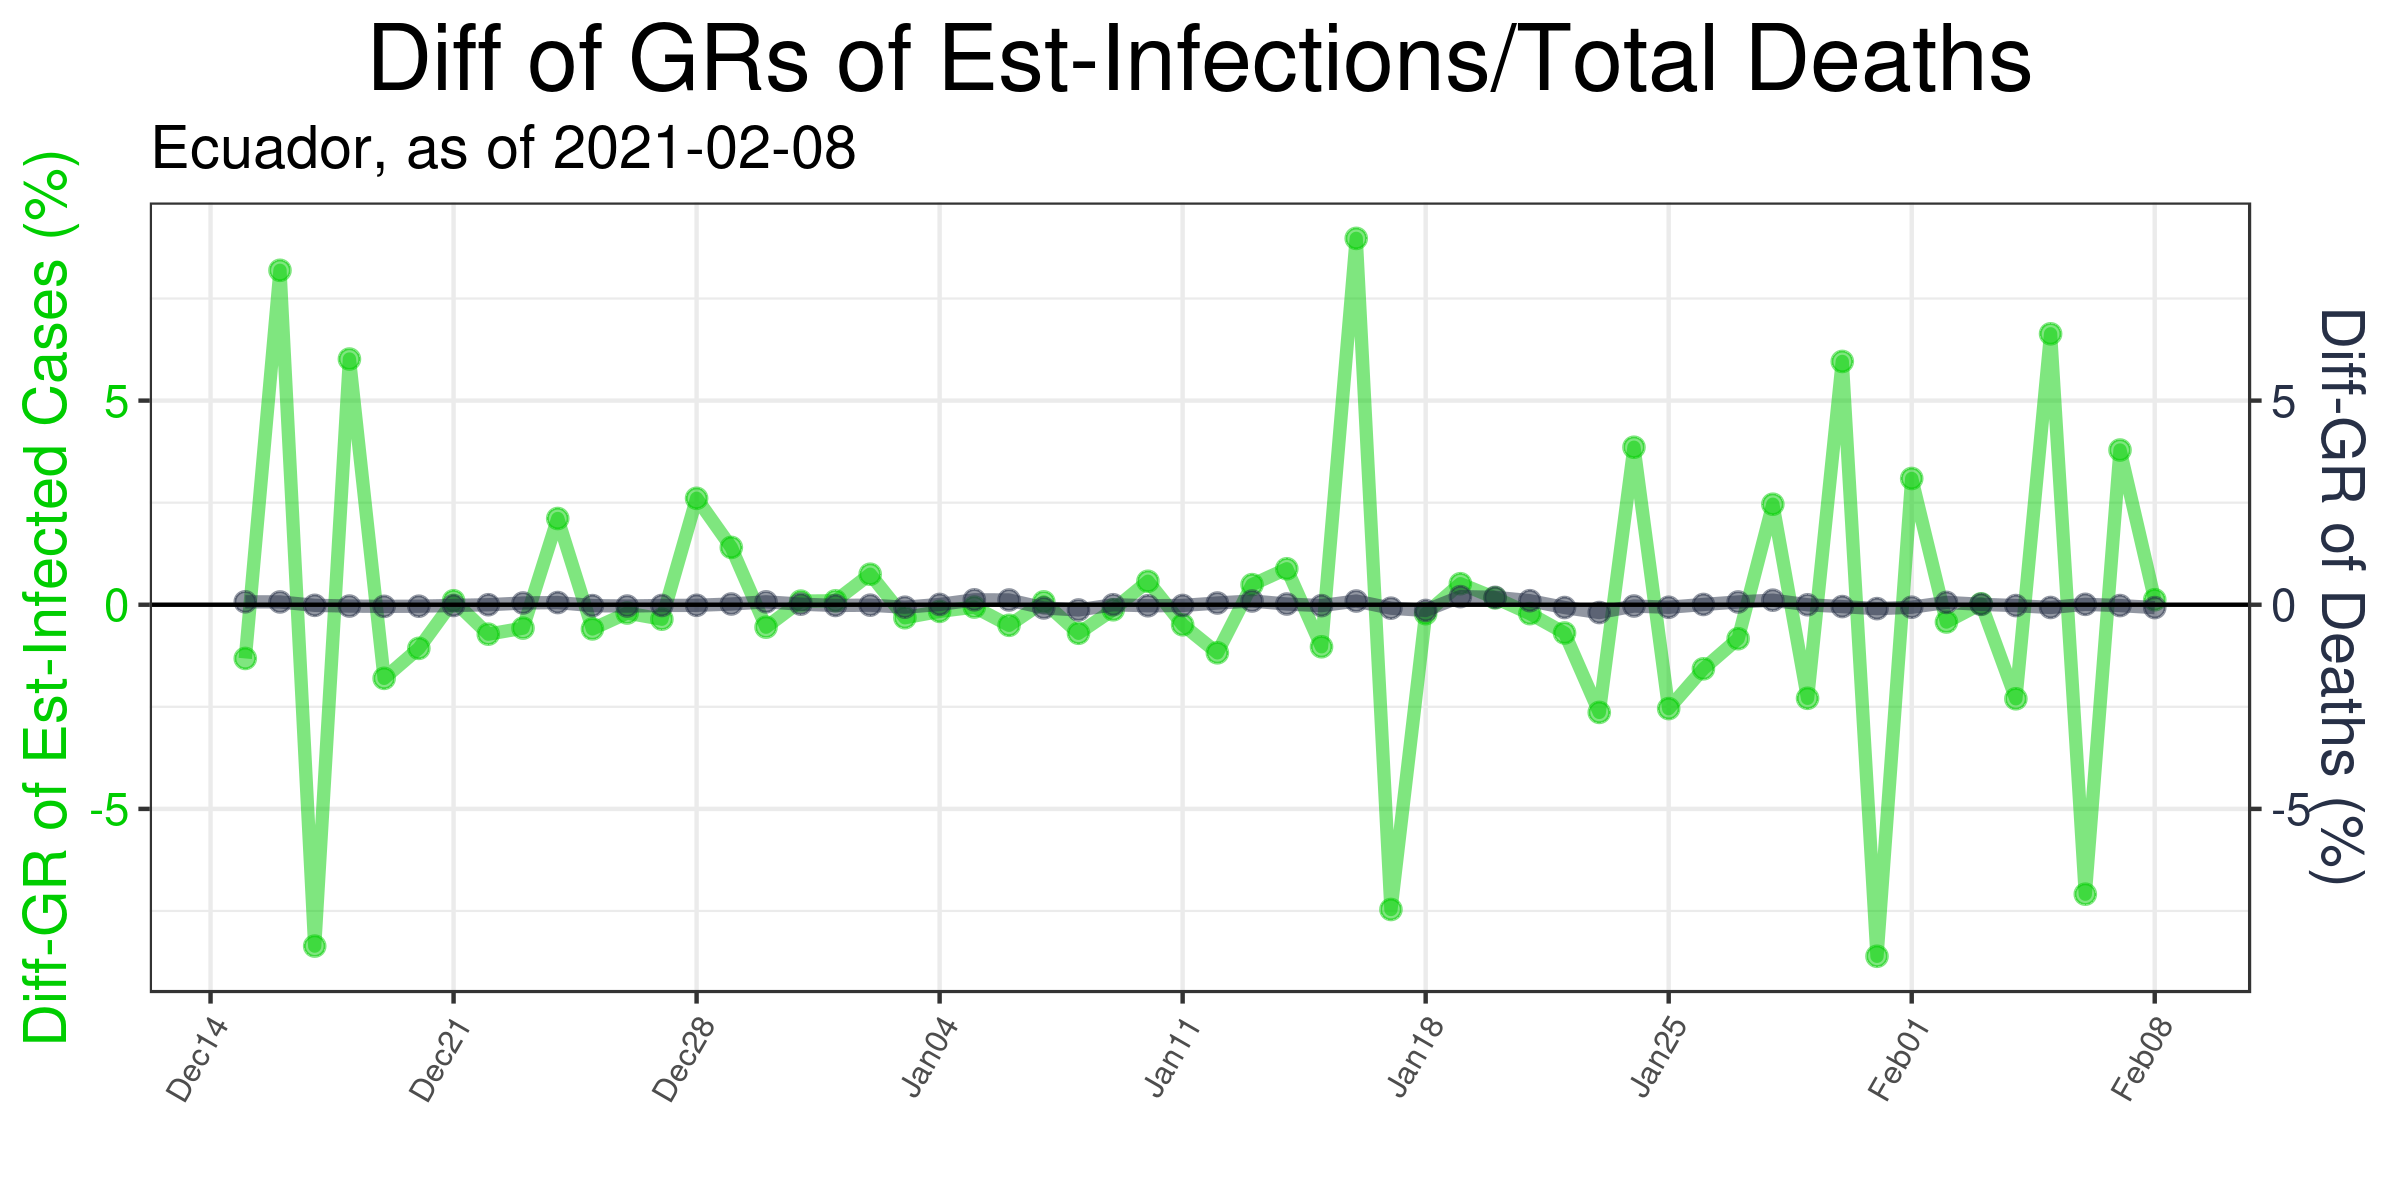 Diff of GRs of Est-Infections/Total Deaths
Ecuador, as of 2021-02-08
Diff-GR of Est-Infected Cases (%)
5
0
-5
5
0
-5
Diff-GR of Deaths (%)
Dec14
Dec21
Dec28
Jan04
Jan11
Jan18
Jan25
Feb01
Feb08